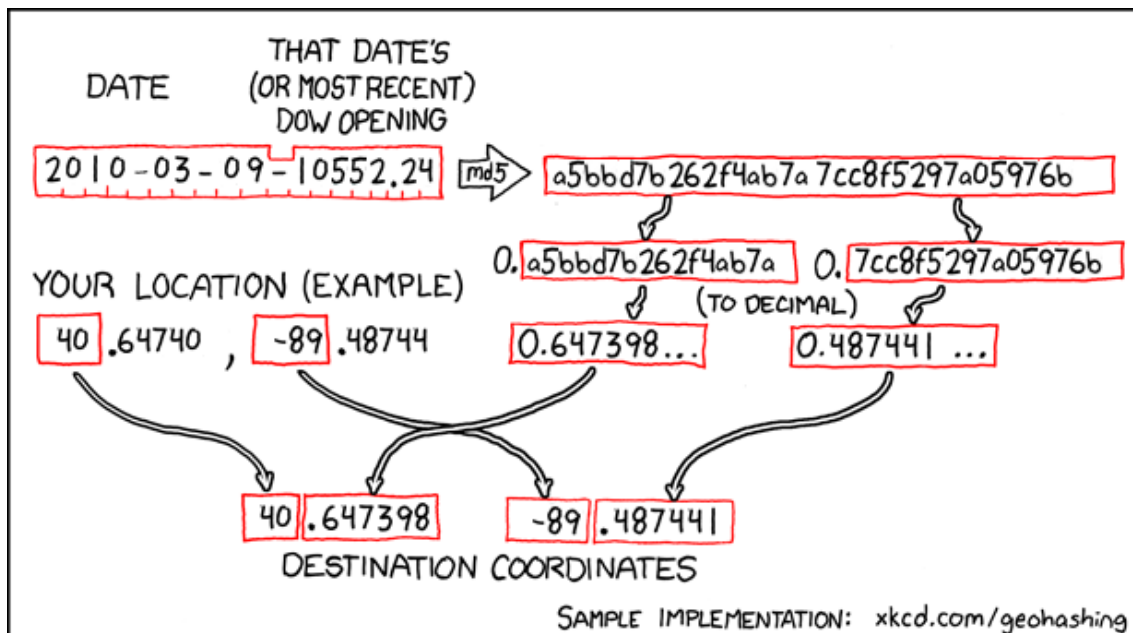 DATE
THAT DATE'S
(OR MOST RECENT)
DOW OPENING
2010-03-09-10552.24
md5
a5bbd7b262f4ab7a7cc8f5297a05976b
0.a5bbd7b262f4ab7a
0.7cc8f5297a05976b
YOUR LOCATION (EXAMPLE)
(TO DECIMAL)
40.64740, -89.48744
0.647398...
0.487441 ...
40.647398
-89.487441
DESTINATION COORDINATES
SAMPLE IMPLEMENTATION: xkcd.com/geohashing